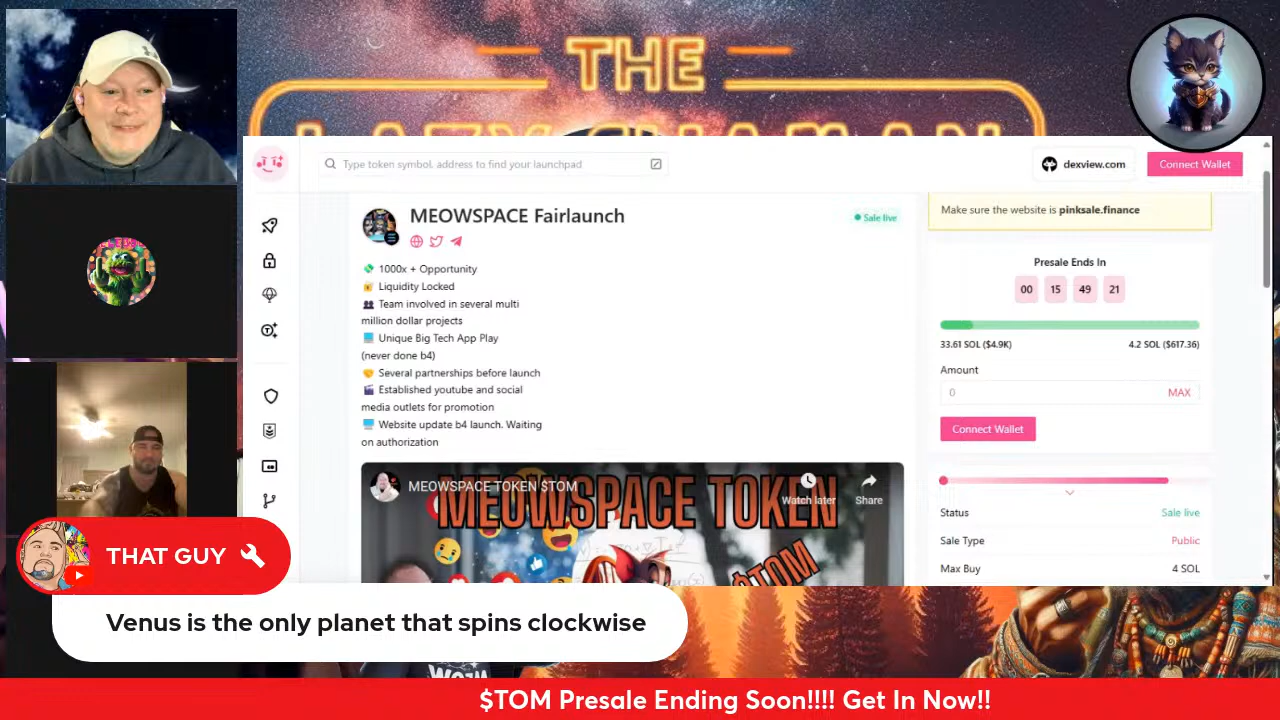 THE
LAZY SHAMAN
Type token symbol, address to find your launchpad
dexview.com
Connect Wallet
MEOWSPACE Fairlaunch
Sale live
Make sure the website is pinksale.finance
1000x + Opportunity
Liquidity Locked
Team involved in several multi
million dollar projects
Unique Big Tech App Play
(never done b4)
Several partnerships before launch
Established youtube and social
media outlets for promotion
Website update b4 launch. Waiting
on authorization
Presale Ends In
00 15 49 21
33.61 SOL ($4.9K) 4.2 SOL ($617.36)
Amount
0 MAX
Connect Wallet
MEOWSPACE TOKEN $TOM
Watch later
Share
MEOWSPACE TOKEN
$TOM
Status Sale live
Sale Type Public
Max Buy 4 SOL
THAT GUY
Venus is the only planet that spins clockwise
$TOM Presale Ending Soon!!!! Get In Now!!